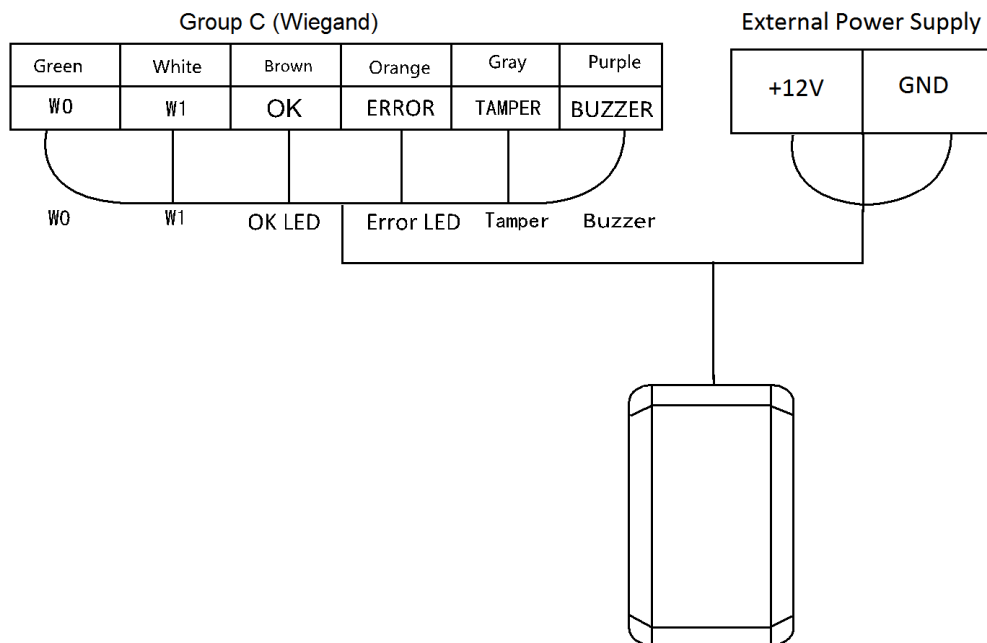 Group C (Wiegand)
External Power Supply
Green White Brown Orange Gray Purple
W0 W1 OK ERROR TAMPER BUZZER
+12V GND
W0 W1 OK LED Error LED Tamper Buzzer